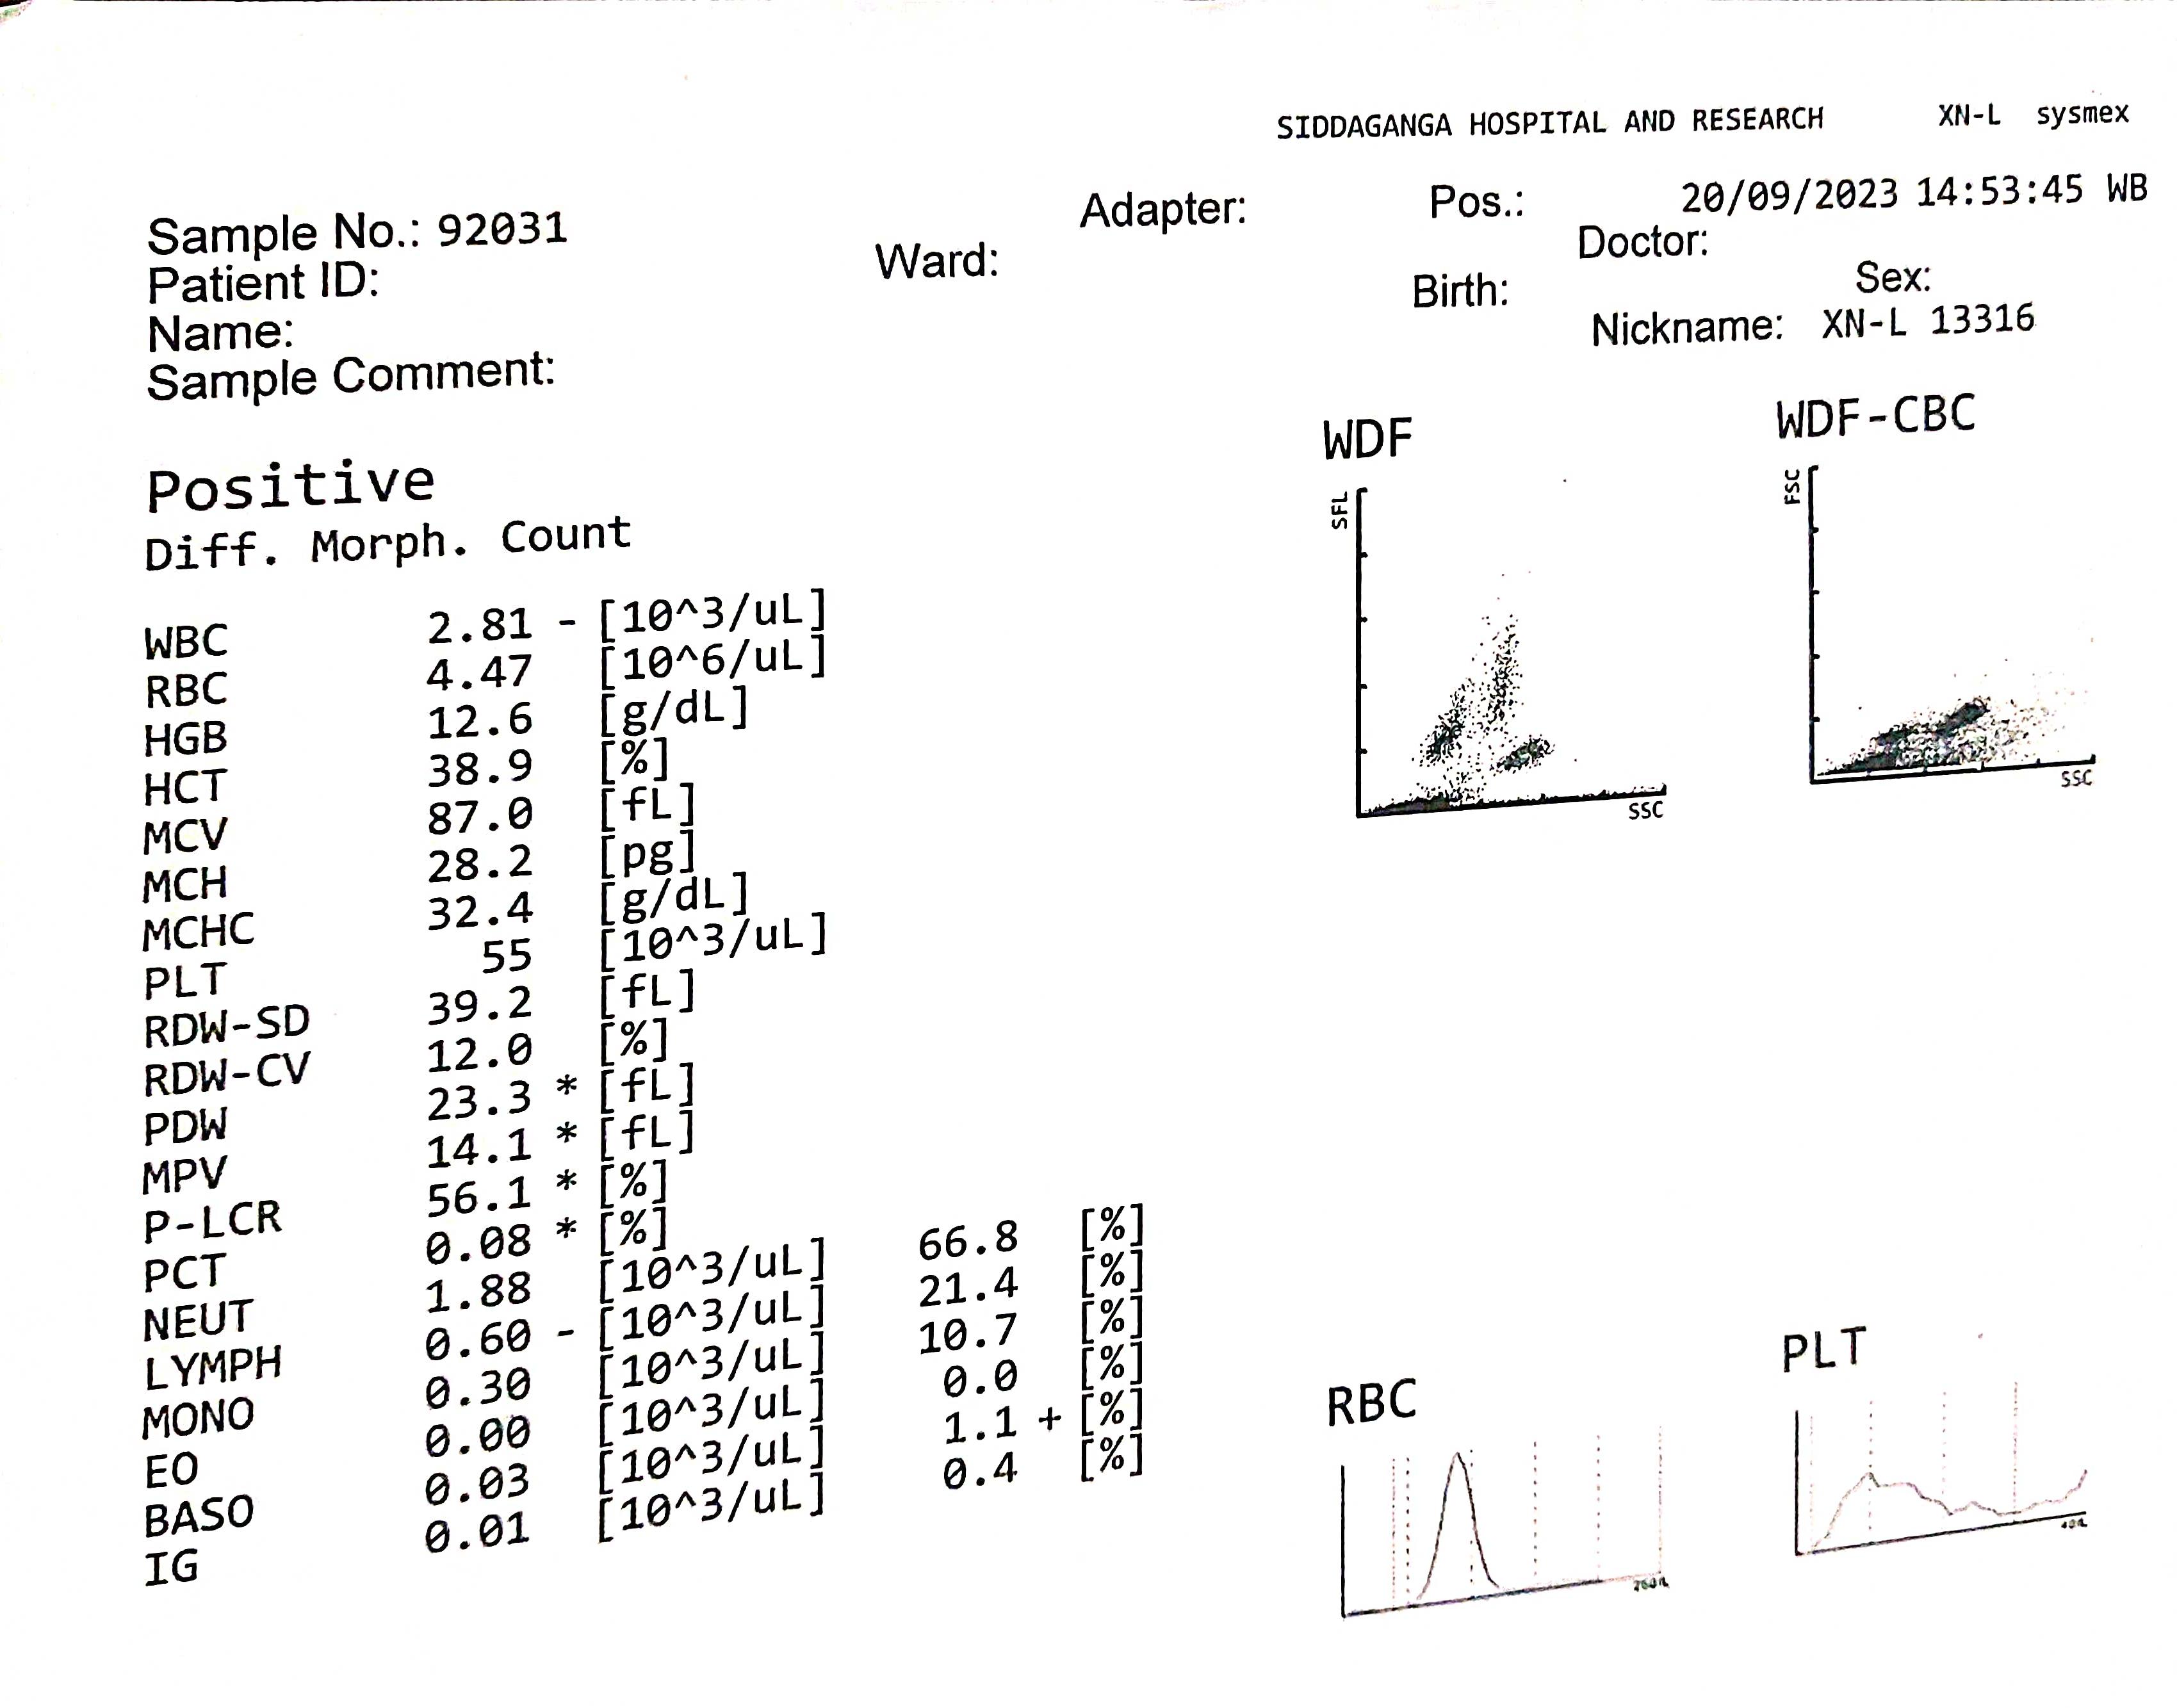 SIDDAGANGA HOSPITAL AND RESEARCH XN-L sysmex
Sample No.: 92031 Adapter: Pos.: 20/09/2023 14:53:45 WB
Patient ID: Ward: Doctor:
Name: Birth: Sex:
Sample Comment: Nickname: XN-L 13316
Positive
Diff. Morph. Count
WBC 2.81 - [10^3/uL]
RBC 4.47 [10^6/uL]
HGB 12.6 [g/dL]
HCT 38.9 [%]
MCV 87.0 [fL]
MCH 28.2 [pg]
MCHC 32.4 [g/dL]
PLT 55 [10^3/uL]
RDW-SD 39.2 [fL]
RDW-CV 12.0 [%]
PDW 23.3 * [fL]
MPV 14.1 * [fL]
P-LCR 56.1 * [%]
PCT 0.08 * [%]
NEUT 1.88 [10^3/uL] 66.8 [%]
LYMPH 0.60 - [10^3/uL] 21.4 [%]
MONO 0.30 [10^3/uL] 10.7 [%]
EO 0.00 [10^3/uL] 0.0 [%]
BASO 0.03 [10^3/uL] 1.1 + [%]
IG 0.01 [10^3/uL] 0.4 [%]
WDF
SFL
SSC
WDF-CBC
FSC
SSC
RBC
PLT